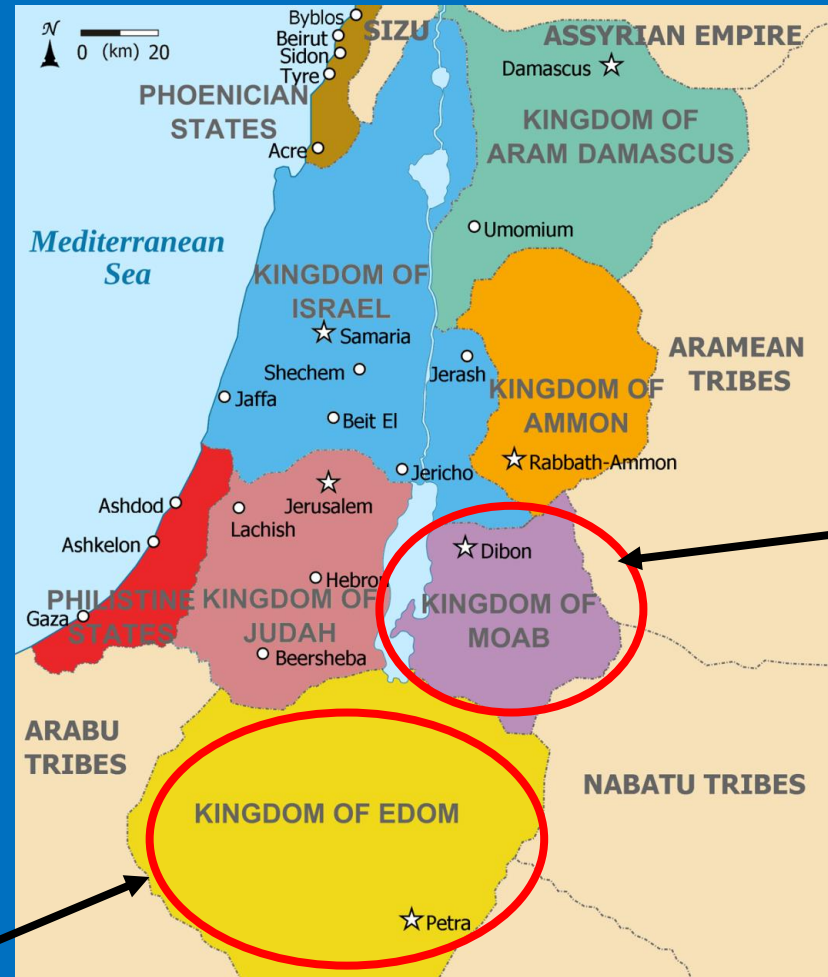 N
0 (km) 20
Byblos
Beirut
Sidon
Tyre
SIZU
ASSYRIAN EMPIRE
Damascus
PHOENICIAN
STATES
KINGDOM OF
ARAM DAMASCUS
Acre
Umomium
Mediterranean
Sea
KINGDOM OF
ISRAEL
Samaria
Shechem
Jerash
ARAMEAN
TRIBES
Jaffa
Beit El
KINGDOM OF
AMMON
Jericho
Rabbath-Ammon
Jerusalem
Ashdod
Lachish
Ashkelon
Dibon
Hebron
Gaza
PHILISTINE
STATES
KINGDOM OF
JUDAH
KINGDOM OF
MOAB
Beersheba
ARABU
TRIBES
NABATU TRIBES
KINGDOM OF EDOM
Petra